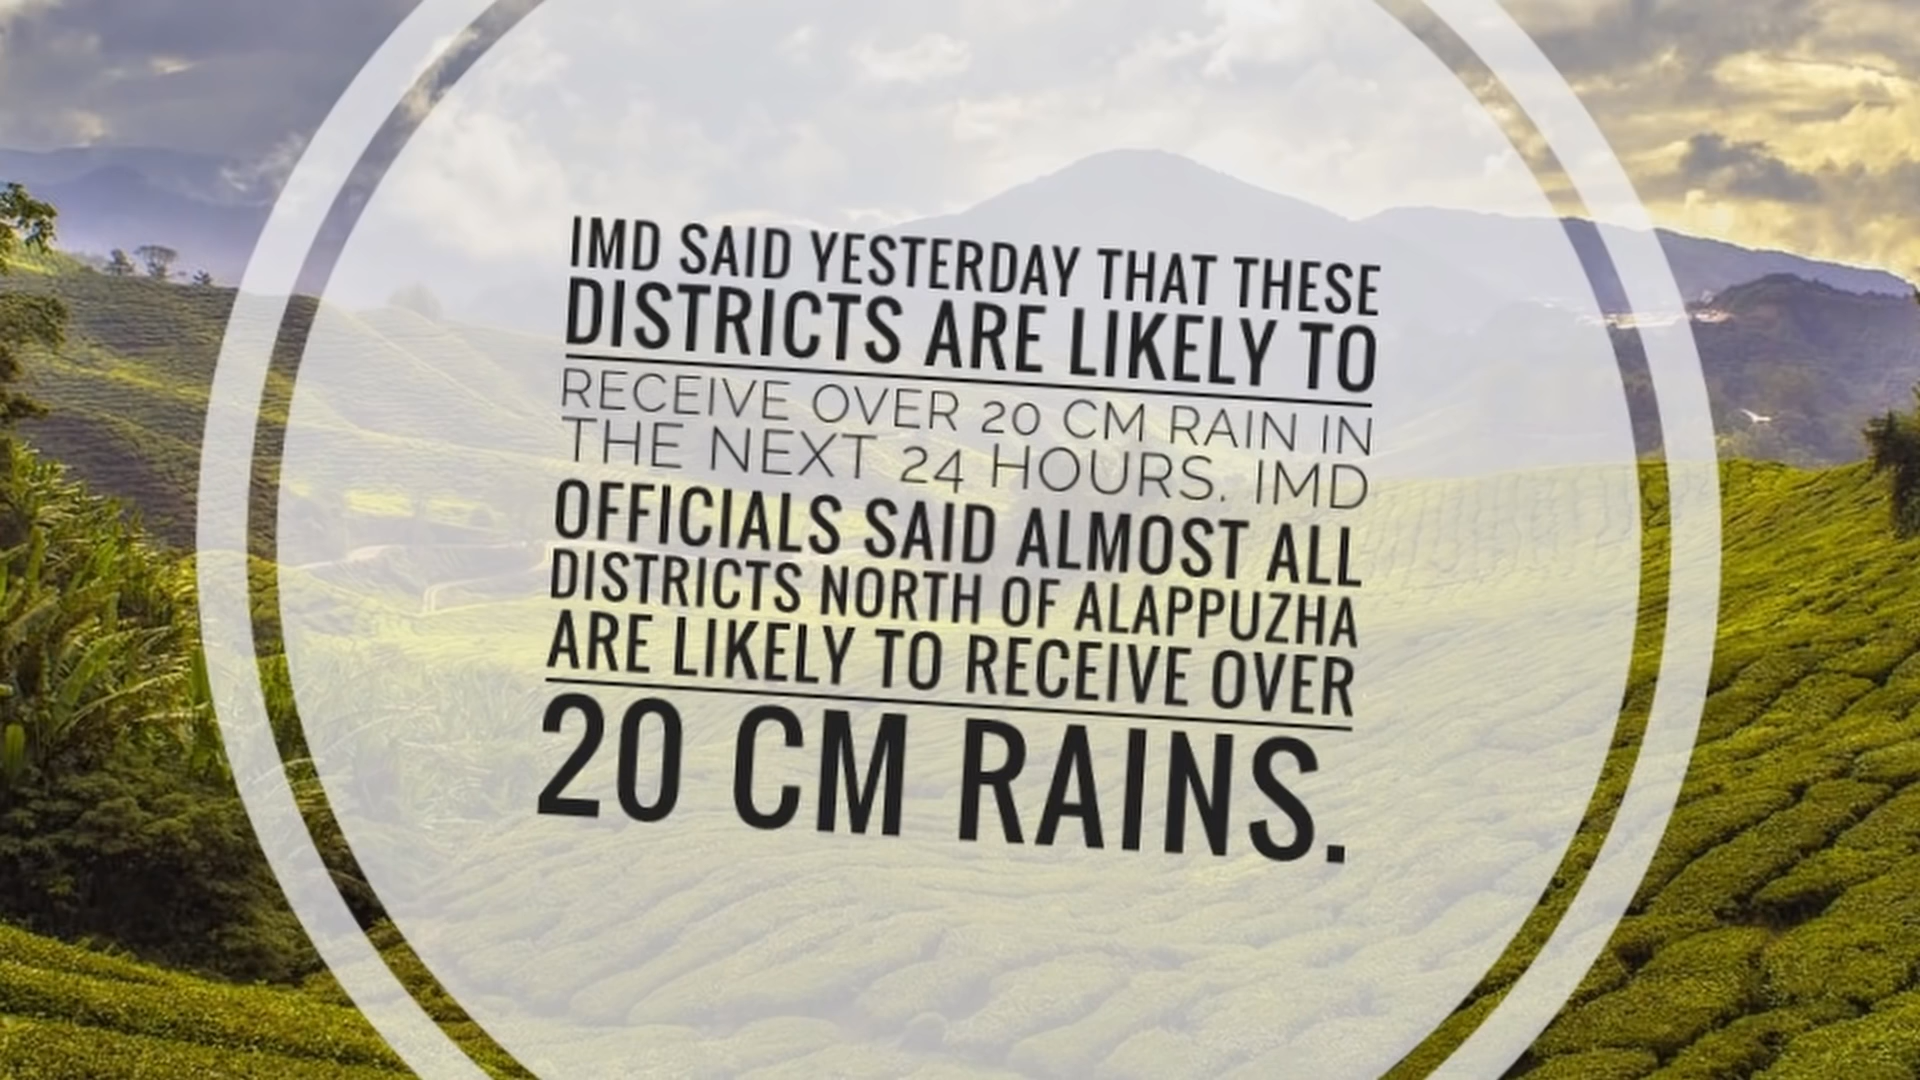 IMD SAID YESTERDAY THAT THESE
DISTRICTS ARE LIKELY TO
RECEIVE OVER 20 CM RAIN IN
THE NEXT 24 HOURS. IMD
OFFICIALS SAID ALMOST ALL
DISTRICTS NORTH OF ALAPPUZHA
ARE LIKELY TO RECEIVE OVER
20 CM RAINS.